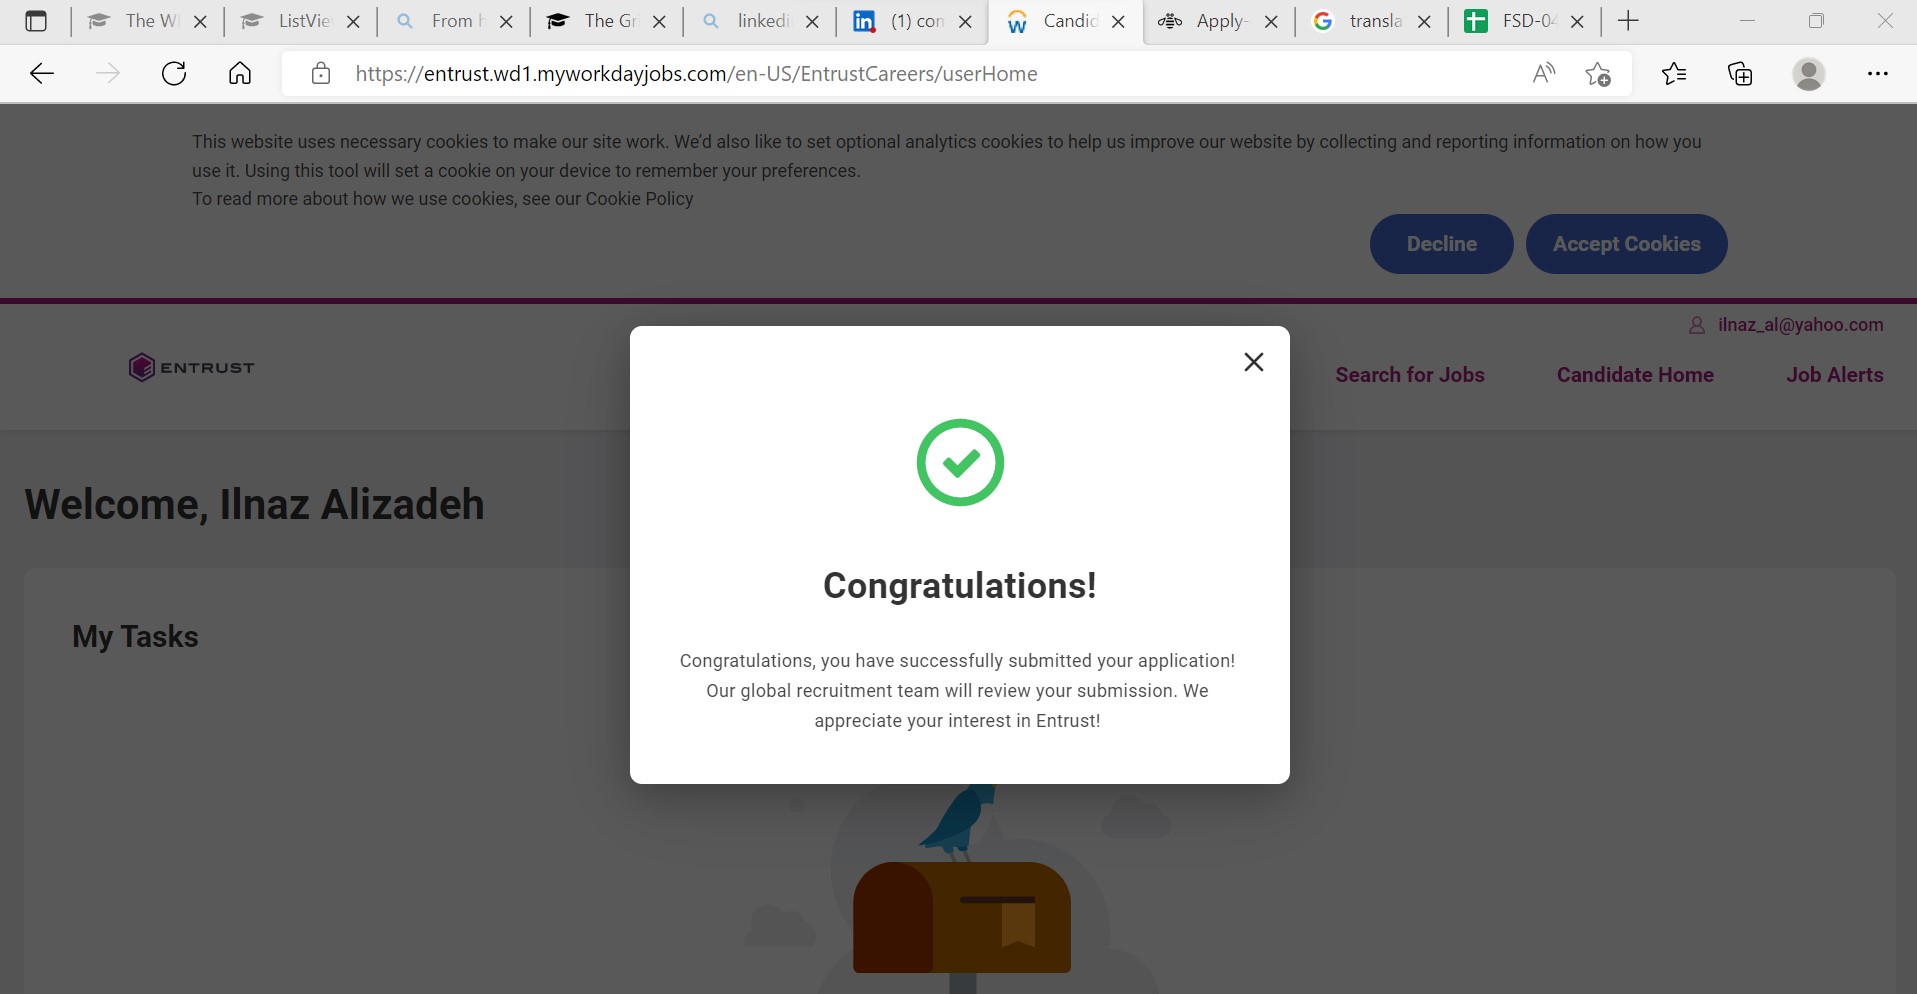 The W
ListVie
From h
The Gr
linkedi
(1) con
Candid
Apply-
transla
FSD-04
https://entrust.wd1.myworkdayjobs.com/en-US/EntrustCareers/userHome
This website uses necessary cookies to make our site work. We'd also like to set optional analytics cookies to help us improve our website by collecting and reporting information on how you
use it. Using this tool will set a cookie on your device to remember your preferences.
To read more about how we use cookies, see our Cookie Policy
Decline
Accept Cookies
ilnaz_al@yahoo.com
ENTRUST
Search for Jobs
Candidate Home
Job Alerts
Welcome, Ilnaz Alizadeh
My Tasks
Congratulations!
Congratulations, you have successfully submitted your application!
Our global recruitment team will review your submission. We
appreciate your interest in Entrust!